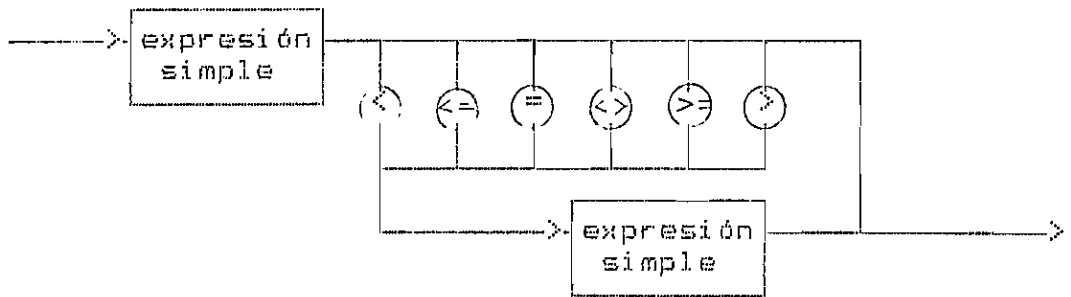 expresión
simple
< <= = <> >= >
expresión
simple